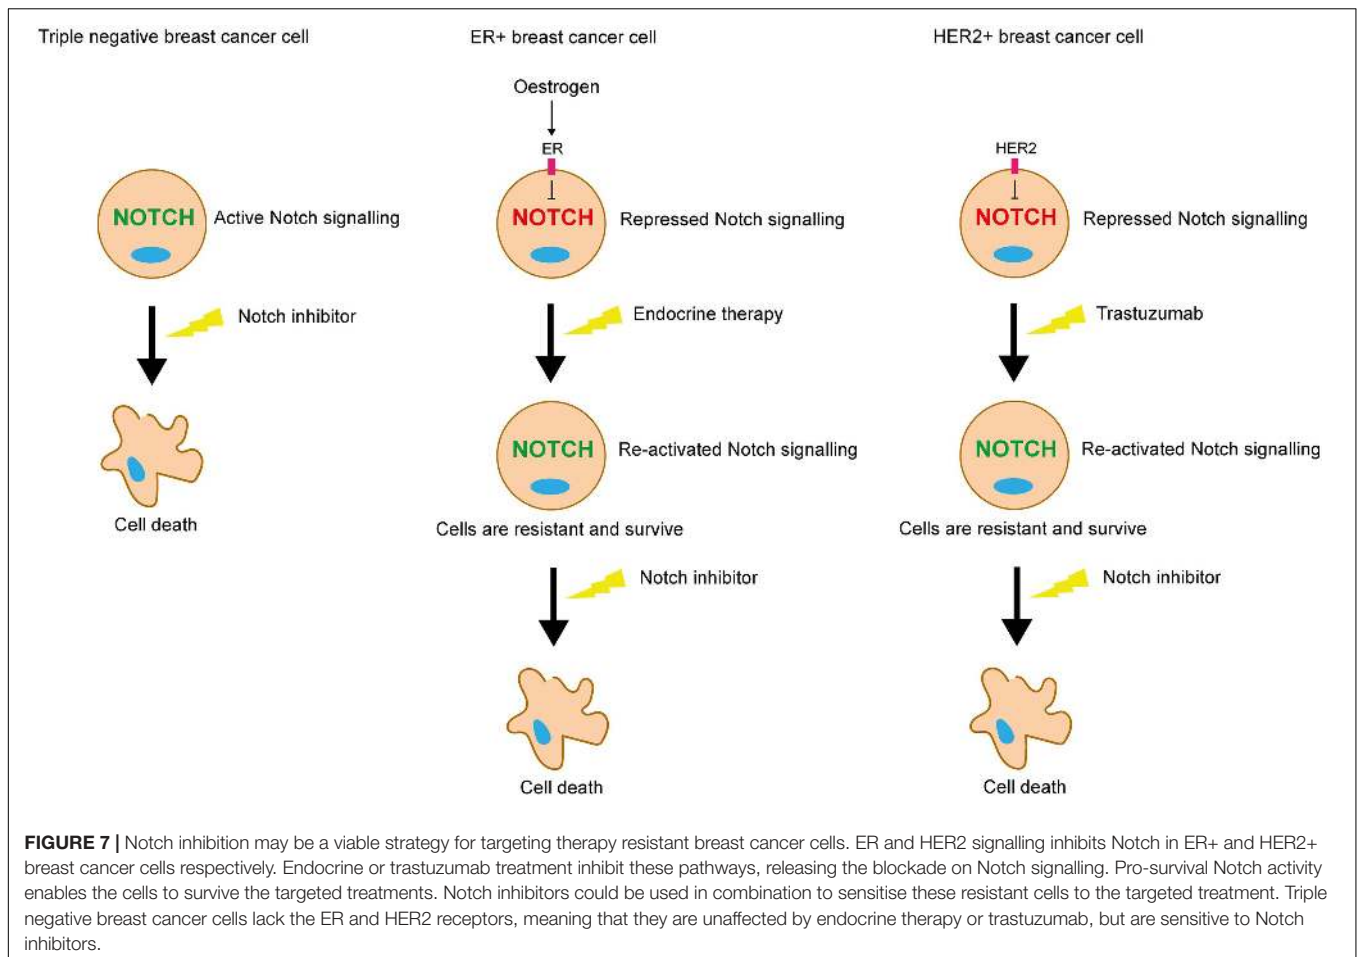 Triple negative breast cancer cell
ER+ breast cancer cell
HER2+ breast cancer cell
Oestrogen
ER
HER2
NOTCH
Active Notch signalling
NOTCH
Repressed Notch signalling
NOTCH
Repressed Notch signalling
Notch inhibitor
Endocrine therapy
Trastuzumab
NOTCH
Re-activated Notch signalling
NOTCH
Re-activated Notch signalling
Cell death
Cells are resistant and survive
Cells are resistant and survive
Notch inhibitor
Notch inhibitor
Cell death
Cell death
FIGURE 7 | Notch inhibition may be a viable strategy for targeting therapy resistant breast cancer cells. ER and HER2 signalling inhibits Notch in ER+ and HER2+
breast cancer cells respectively. Endocrine or trastuzumab treatment inhibit these pathways, releasing the blockade on Notch signalling. Pro-survival Notch activity
enables the cells to survive the targeted treatments. Notch inhibitors could be used in combination to sensitise these resistant cells to the targeted treatment. Triple
negative breast cancer cells lack the ER and HER2 receptors, meaning that they are unaffected by endocrine therapy or trastuzumab, but are sensitive to Notch
inhibitors.